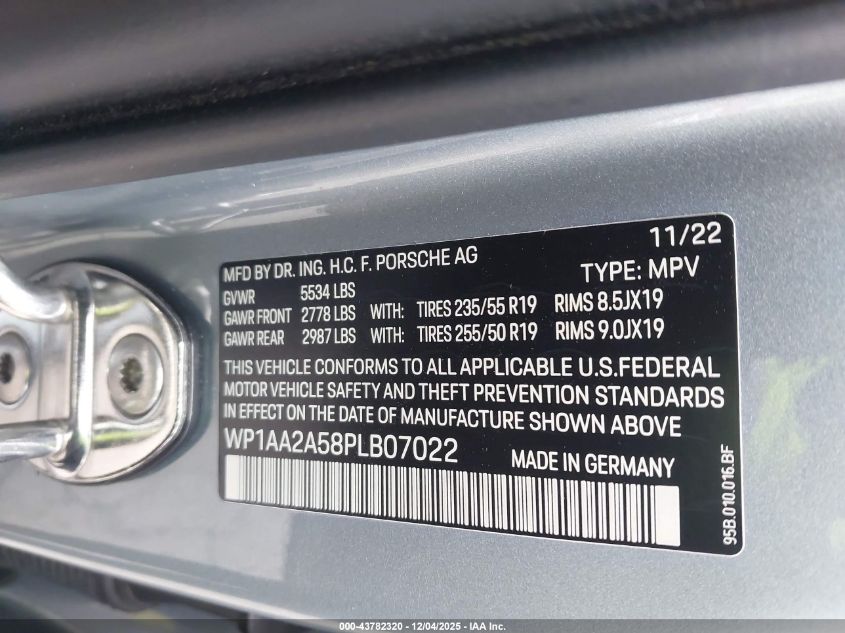 11/22
MFD BY DR. ING. H.C. F. PORSCHE AG
TYPE: MPV
GVWR 5534 LBS
GAWR FRONT 2778 LBS WITH: TIRES 235/55 R19 RIMS 8.5JX19
GAWR REAR 2987 LBS WITH: TIRES 255/50 R19 RIMS 9.0JX19
THIS VEHICLE CONFORMS TO ALL APPLICABLE U.S.FEDERAL
MOTOR VEHICLE SAFETY AND THEFT PREVENTION STANDARDS
IN EFFECT ON THE DATE OF MANUFACTURE SHOWN ABOVE
WP1AA2A58PLB07022
MADE IN GERMANY
95B.010.016.BF
000-43782320 - 12/04/2025 - IAA Inc.